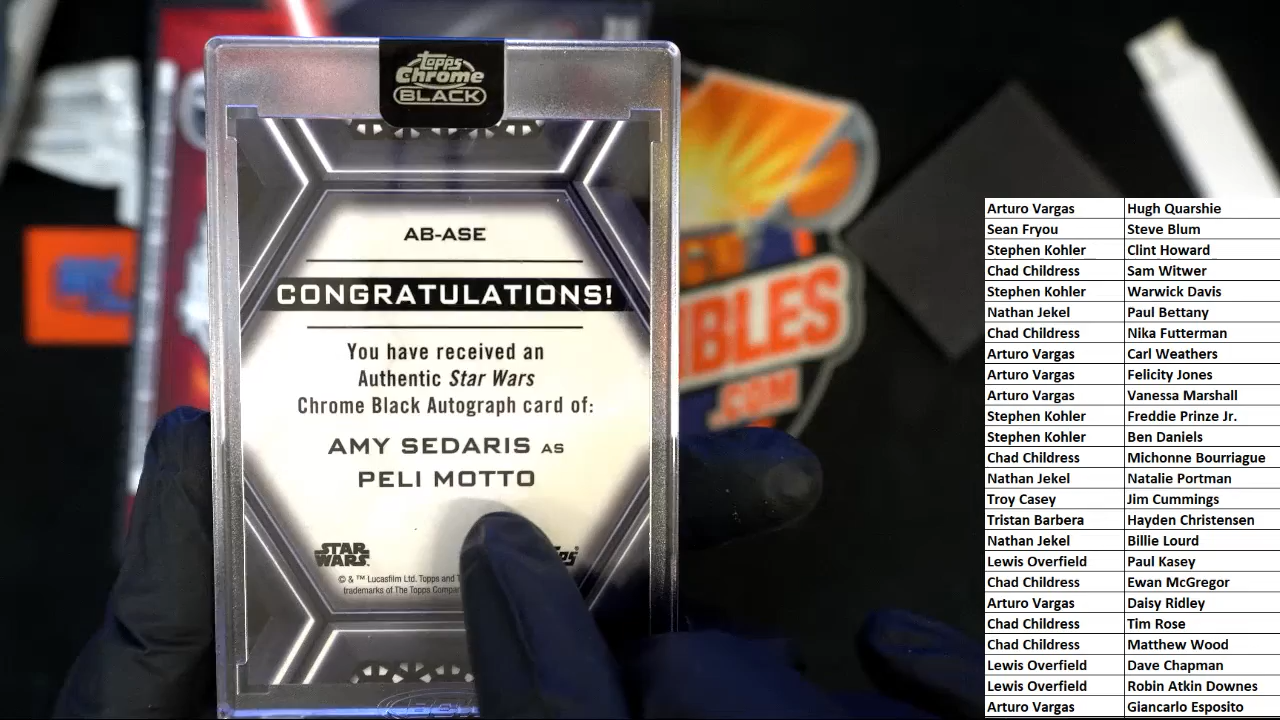 Topps
Chrome
BLACK
AB-ASE
CONGRATULATIONS!
You have received an
Authentic Star Wars
Chrome Black Autograph card of:
AMY SEDARIS AS
PELI MOTTO
STAR
WARS
© & ™ Lucasfilm Ltd. Topps and
trademarks of The Topps
IBLES
.COM
Arturo Vargas Hugh Quarshie
Sean Fryou Steve Blum
Stephen Kohler Clint Howard
Chad Childress Sam Witwer
Stephen Kohler Warwick Davis
Nathan Jekel Paul Bettany
Chad Childress Nika Futterman
Arturo Vargas Carl Weathers
Arturo Vargas Felicity Jones
Arturo Vargas Vanessa Marshall
Stephen Kohler Freddie Prinze Jr.
Stephen Kohler Ben Daniels
Chad Childress Michonne Bourriague
Nathan Jekel Natalie Portman
Troy Casey Jim Cummings
Tristan Barbera Hayden Christensen
Nathan Jekel Billie Lourd
Lewis Overfield Paul Kasey
Chad Childress Ewan McGregor
Arturo Vargas Daisy Ridley
Chad Childress Tim Rose
Chad Childress Matthew Wood
Lewis Overfield Dave Chapman
Lewis Overfield Robin Atkin Downes
Arturo Vargas Giancarlo Esposito